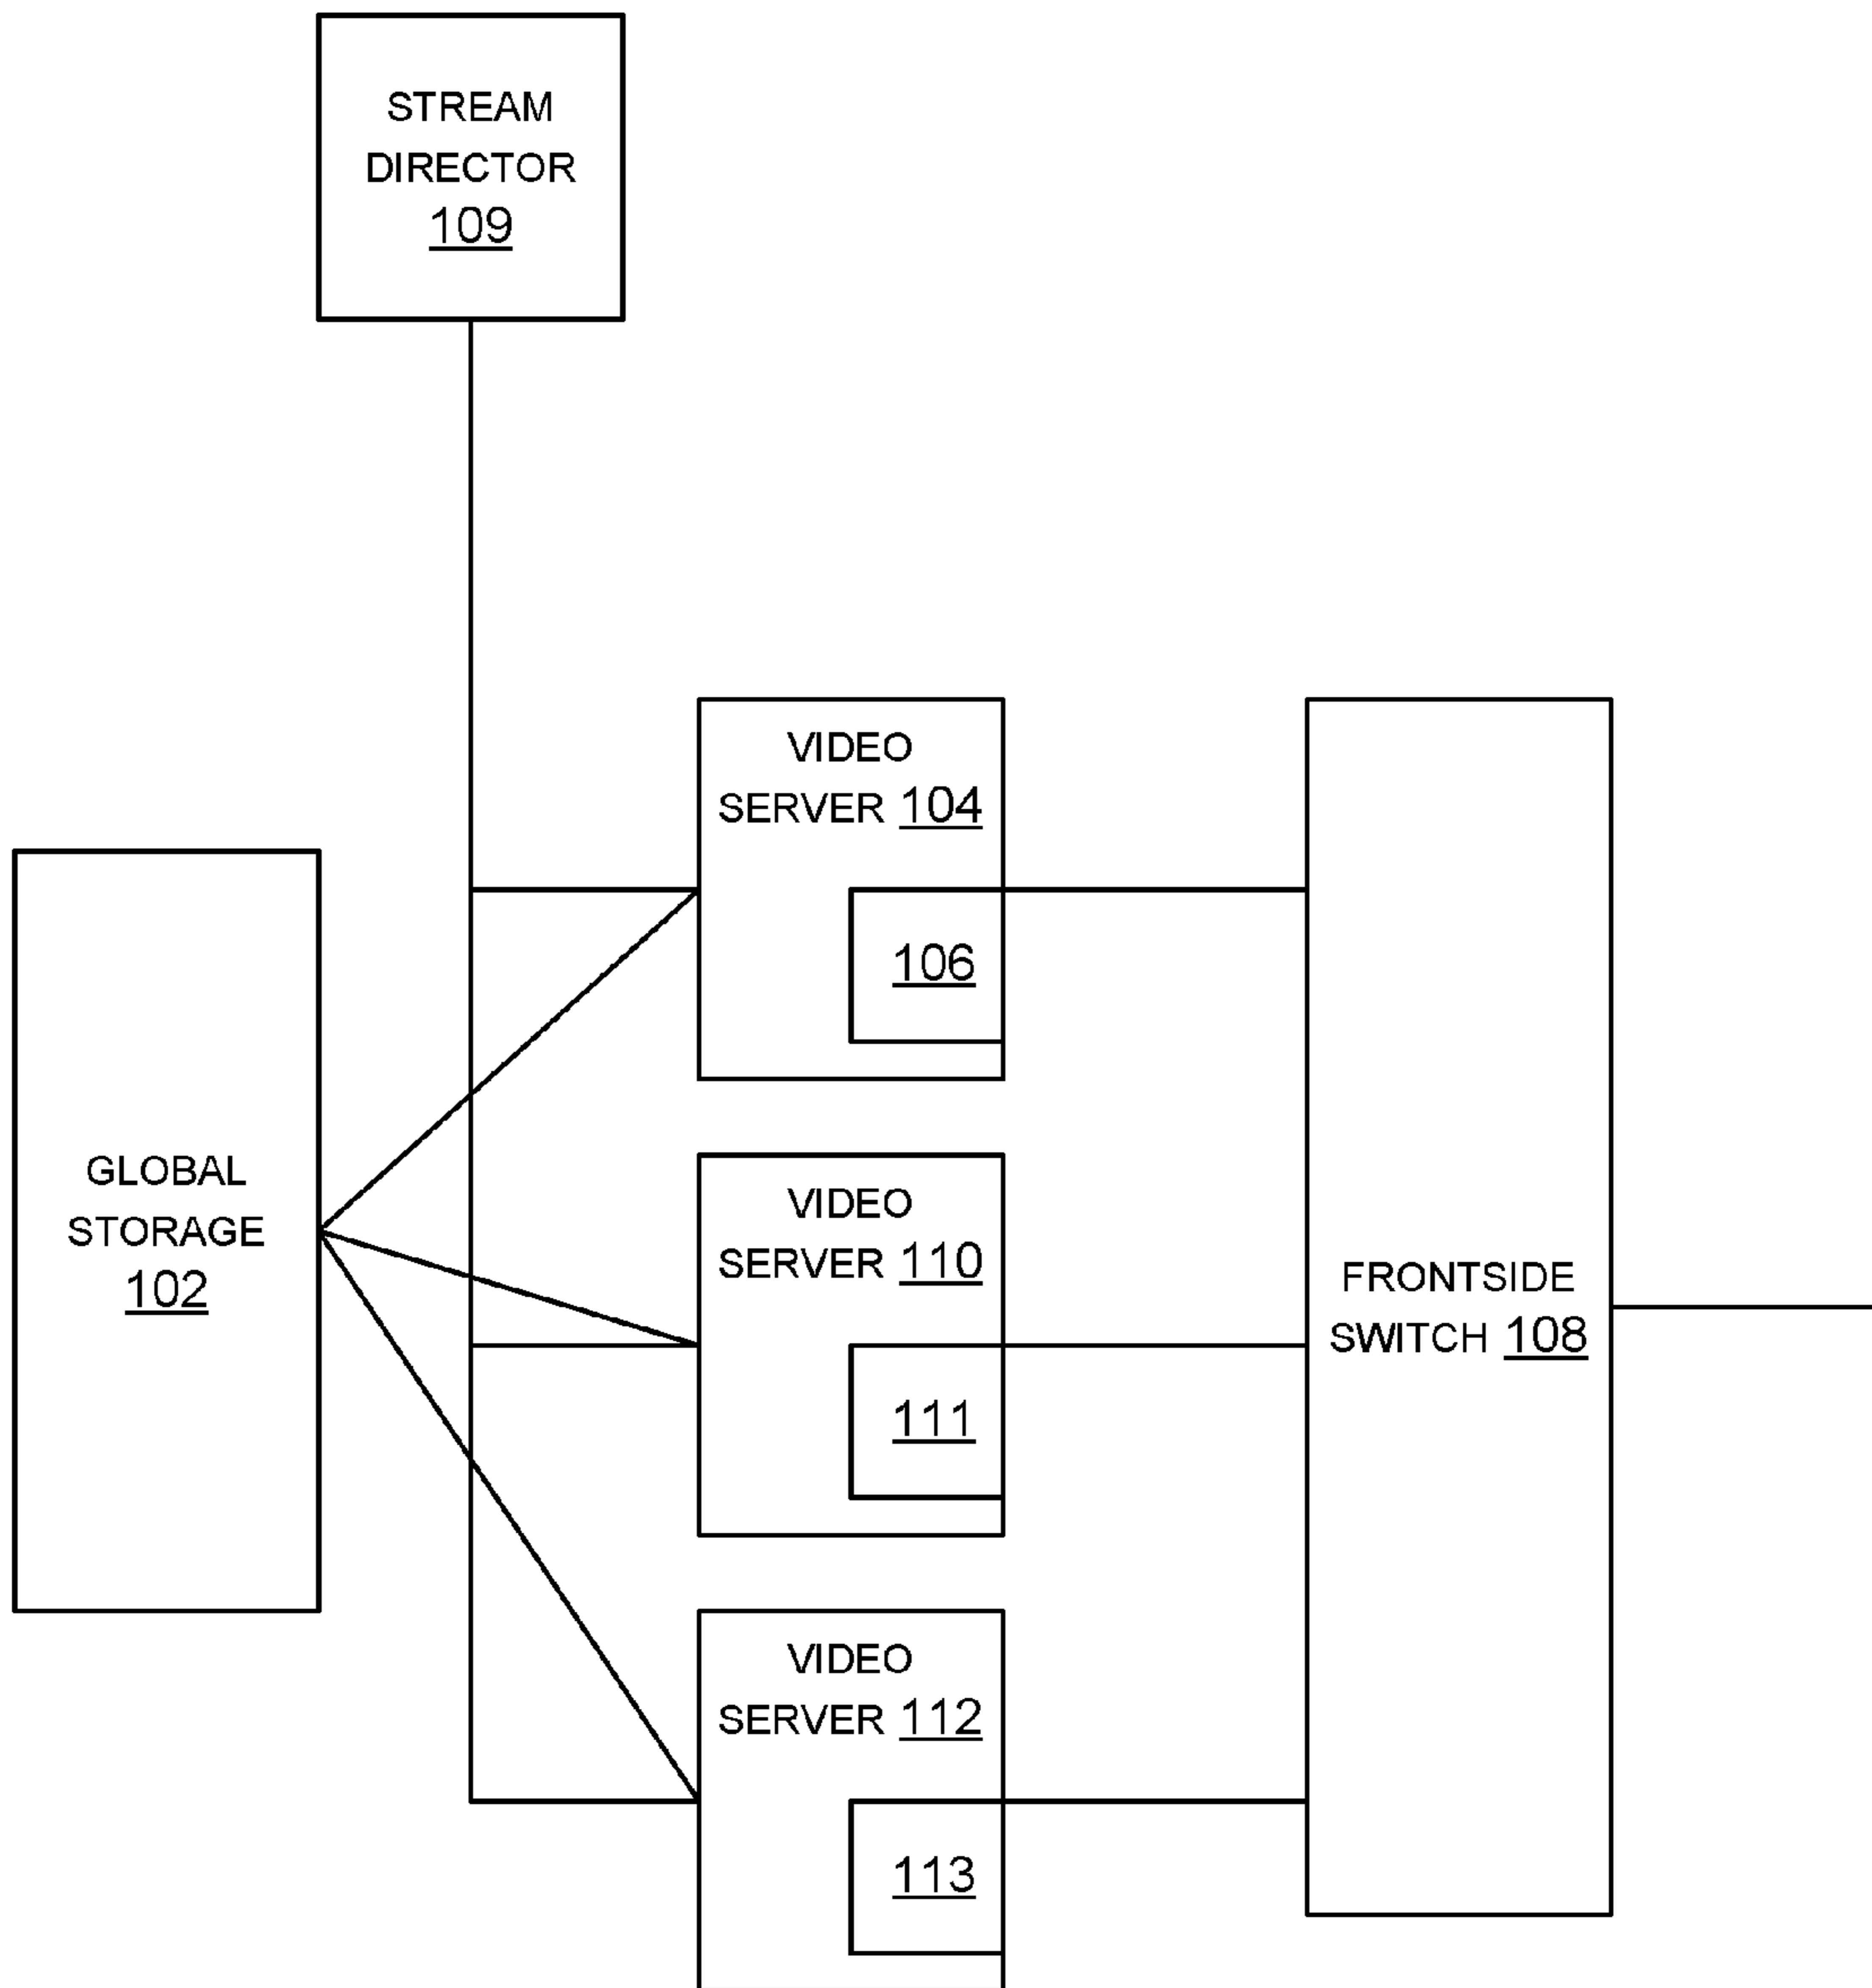 STREAM
DIRECTOR
109
VIDEO
SERVER 104
106
GLOBAL
STORAGE
102
VIDEO
SERVER 110
111
FRONTSIDE
SWITCH 108
VIDEO
SERVER 112
113